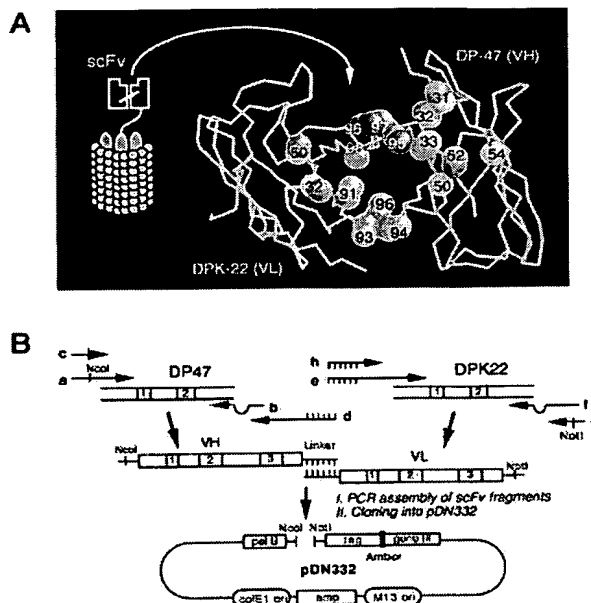 A
scFv
DP-47 (VH)
31
32
33
52
54
50
60
32
91
96
93
94
DPK-22 (VL)
B
c
NcoI
a
DP47
1 2
b
d
h
e
DPK22
1 2
f
NotI
NcoI
VH
1 2 3
Linker
VL
1 2 3
NotI
I. PCR assembly of scFv fragments
II. Cloning into pDN332
NcoI NotI
pel B
tag
gene III
Amber
pDN332
colE1 ori
amp
M13 ori